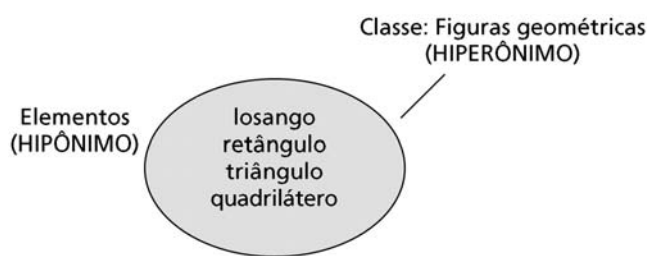 Classe: Figuras geométricas
(HIPERÔNIMO)
Elementos
(HIPÔNIMO)
losango
retângulo
triângulo
quadrilátero